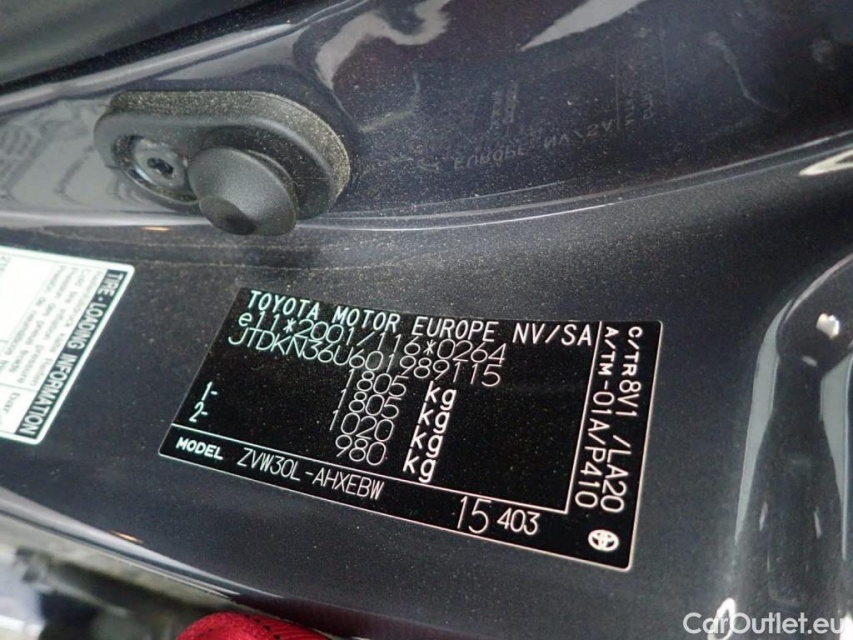 TOYOTA MOTOR EUROPE NV/SA
e11*2001/116*0264
JTDKN36U601989115
1805 kg
1805 kg
1- 1020 kg
2- 980 kg
MODEL ZVW30L-AHXEBW
15 403
C/TR8V1 /LA20
A/TM-01A/P410
TIRE-LOADING INFORMATION
EUROPE NV/SA
CarOutlet.eu